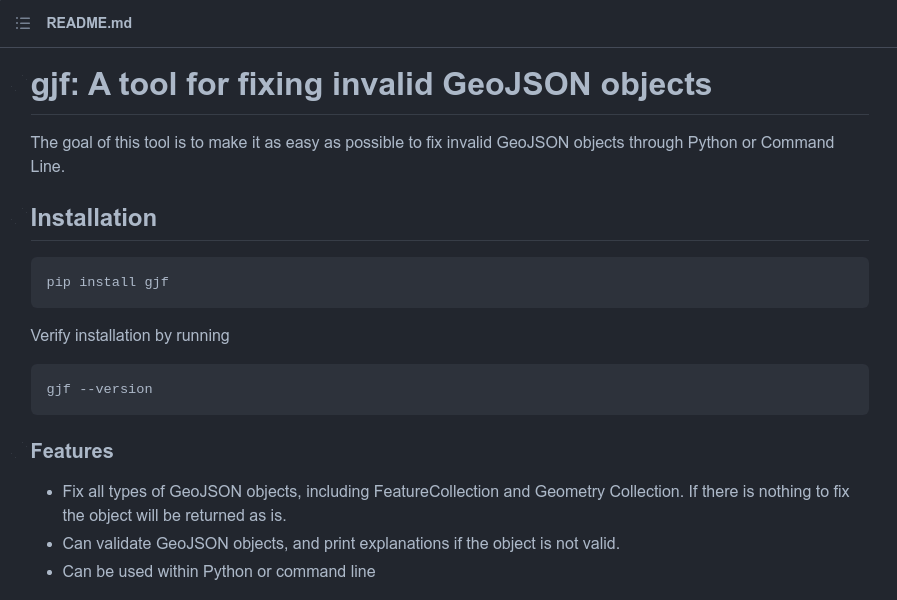 README.md
gjf: A tool for fixing invalid GeoJSON objects
The goal of this tool is to make it as easy as possible to fix invalid GeoJSON objects through Python or Command
Line.
Installation
pip install gjf
Verify installation by running
gjf --version
Features
• Fix all types of GeoJSON objects, including FeatureCollection and Geometry Collection. If there is nothing to fix
the object will be returned as is.
• Can validate GeoJSON objects, and print explanations if the object is not valid.
• Can be used within Python or command line